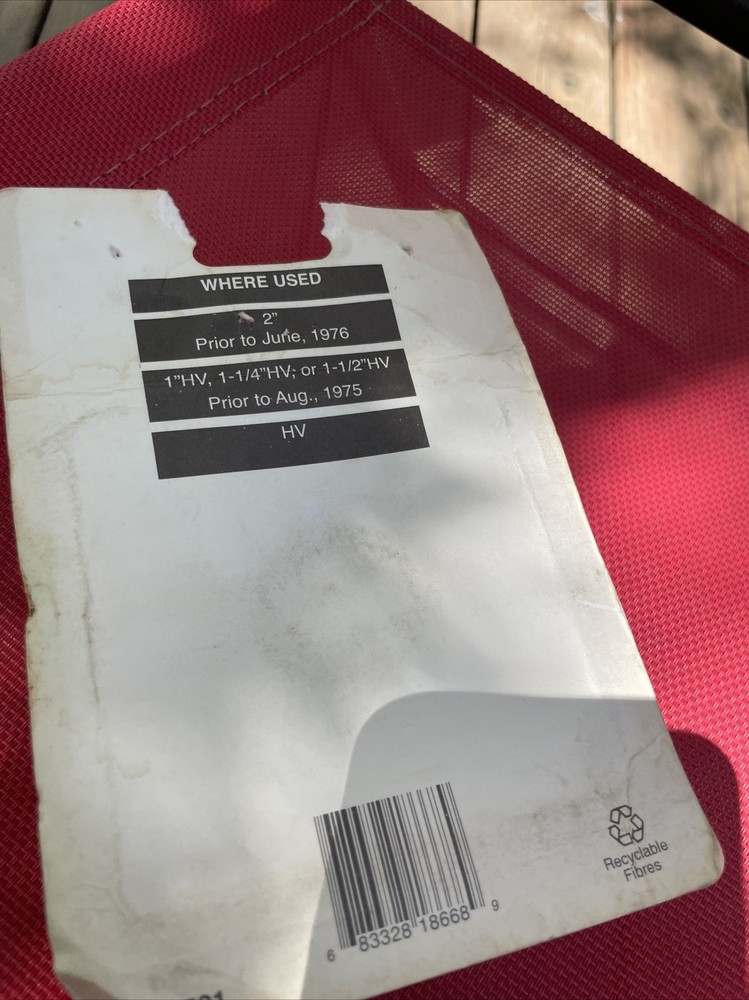 WHERE USED
2”
Prior to June, 1976
1”HV, 1-1/4”HV; or 1-1/2”HV
Prior to Aug., 1975
HV
Recyclable
Fibres
6 83328 18668 9